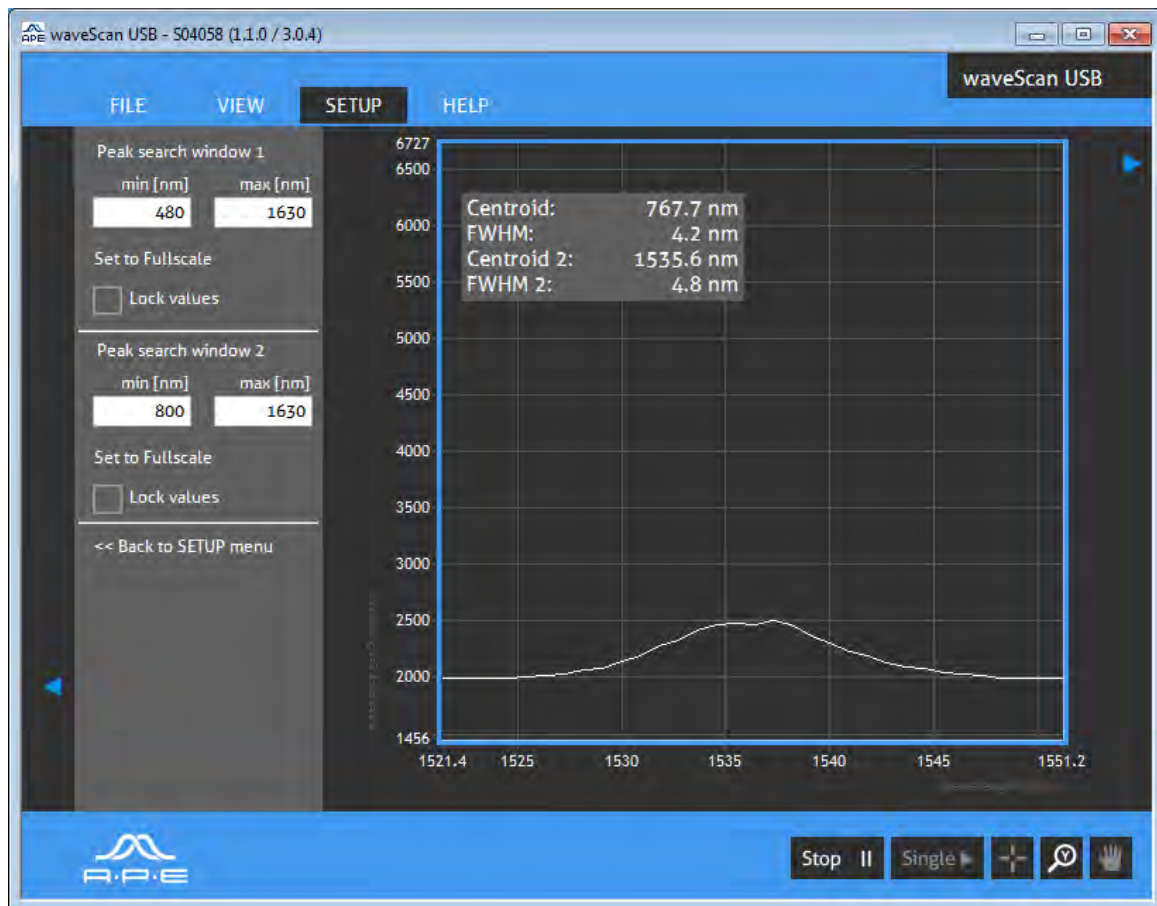 waveScan USB - S04058 (1.1.0 / 3.0.4)
waveScan USB
FILE VIEW SETUP HELP
Peak search window 1
min [nm] max [nm]
480 1630
Set to Fullscale
Lock values
Peak search window 2
min [nm] max [nm]
800 1630
Set to Fullscale
Lock values
<< Back to SETUP menu
6727
6500
6000
5500
5000
4500
4000
3500
3000
2500
2000
1456
Centroid: 767.7 nm
FWHM: 4.2 nm
Centroid 2: 1535.6 nm
FWHM 2: 4.8 nm
1521.4 1525 1530 1535 1540 1545 1551.2
A.P.E
Stop Single